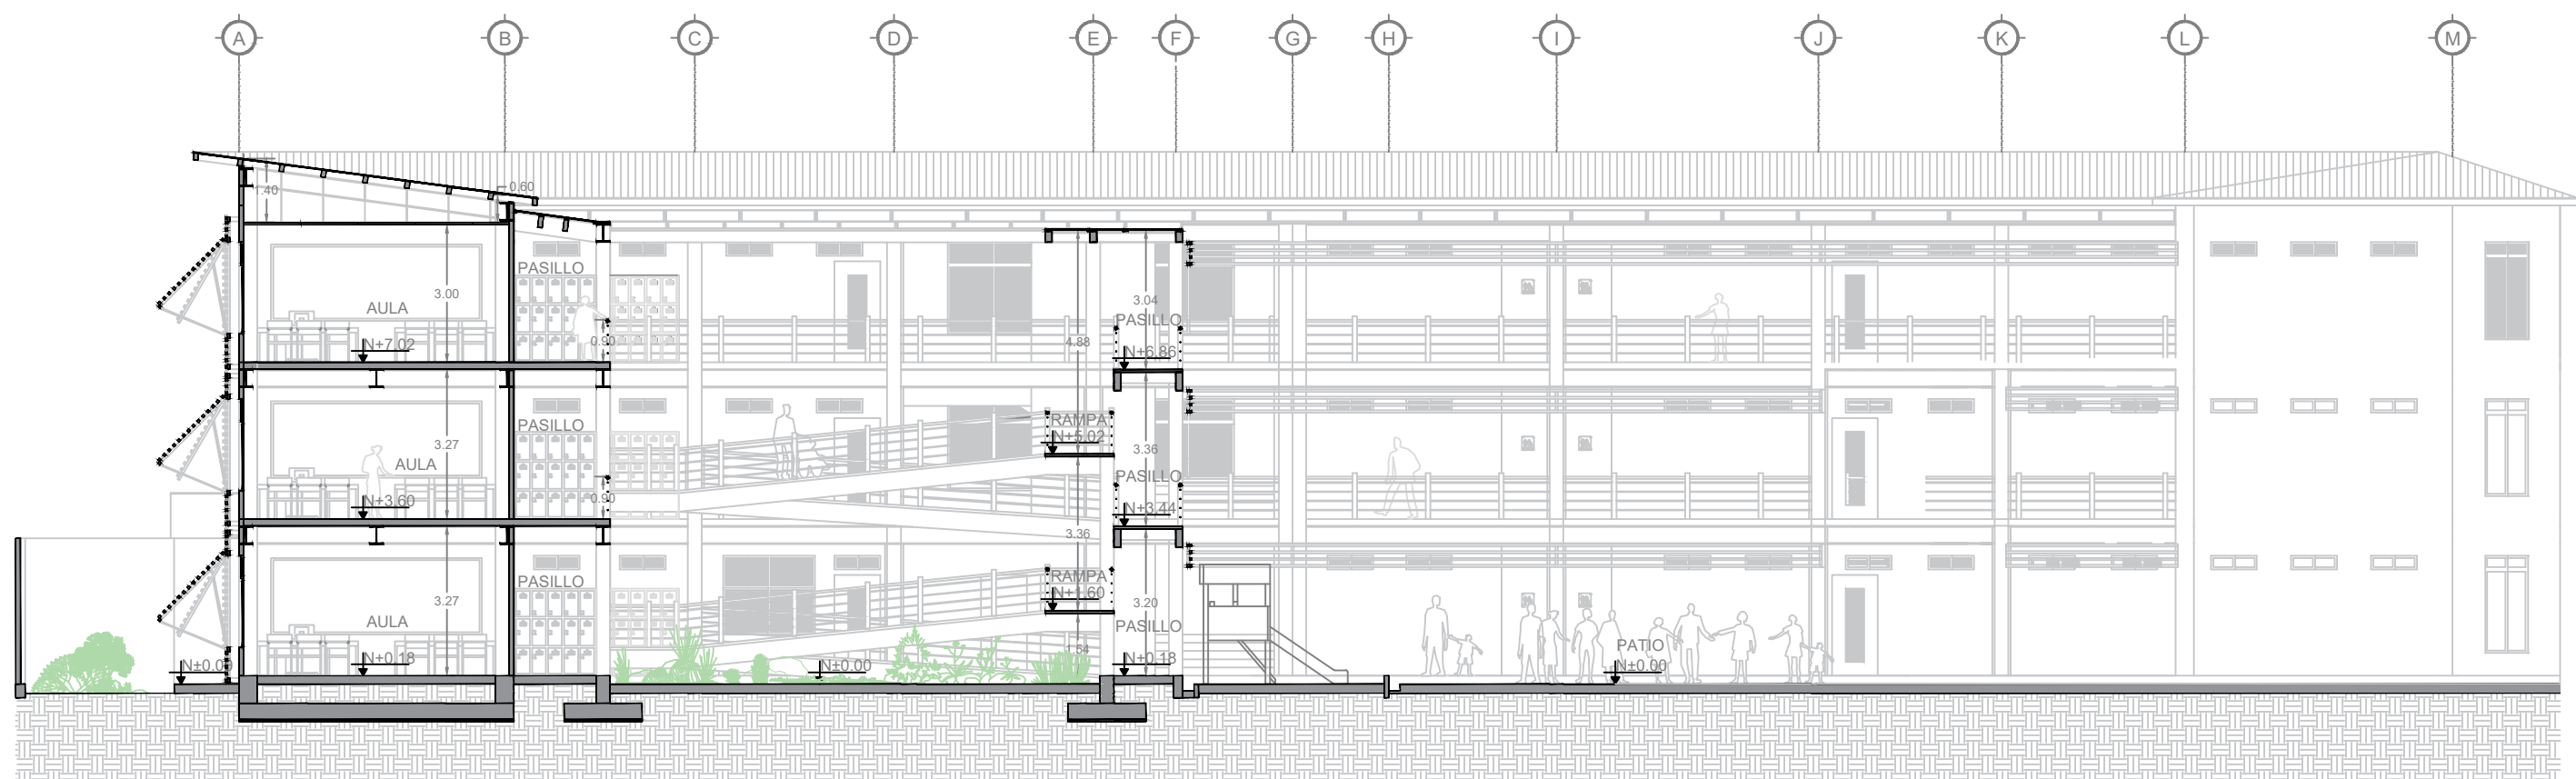 A B C D E F G H I J K L M
1.40
0.60
PASILLO
AULA
3.00
N+7.02
0.90
4.88
3.04
PASILLO
N+6.86
PASILLO
AULA
3.27
N+3.60
0.90
RAMPA
N+5.02
3.36
PASILLO
N+3.44
3.36
PASILLO
AULA
3.27
N+0.18
N±0.00
N±0.00
RAMPA
N+1.60
1.54
3.20
PASILLO
N+0.18
PATIO
N±0.00